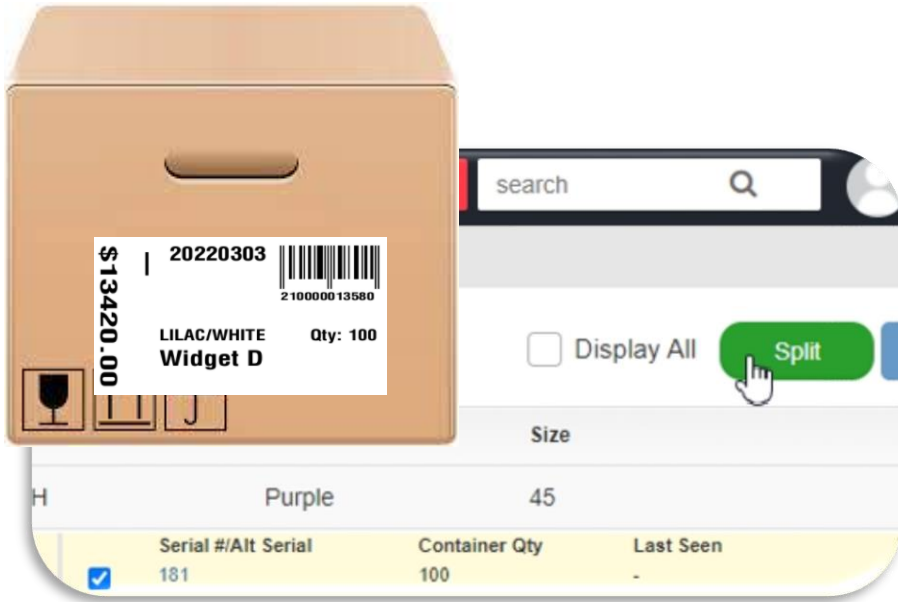 search
$13420.00
20220303
210000013580
LILAC/WHITE Qty: 100
Widget D
Display All Split
Size
H Purple 45
Serial #/Alt Serial Container Qty Last Seen
181 100 -